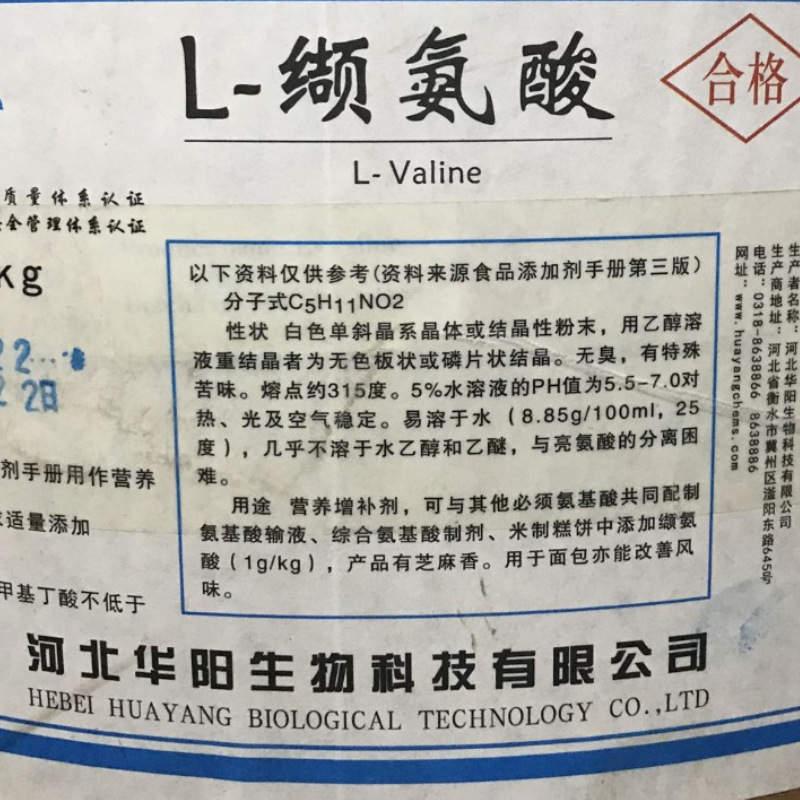 L-缬氨酸
合格
L- Valine
质量体系认证
全管理体系认证
kg
22
22日
剂手册用作营养
适量添加
甲基丁酸不低于
以下资料仅供参考(资料来源食品添加剂手册第三版)
分子式C5H11NO2
性状 白色单斜晶系晶体或结晶性粉末，用乙醇溶
液重结晶者为无色板状或磷片状结晶。无臭，有特殊
苦味。熔点约315度。5%水溶液的PH值为5.5-7.0对
热、光及空气稳定。易溶于水（8.85g/100ml，25
度），几乎不溶于水乙醇和乙醚，与亮氨酸的分离困
难。
用途 营养增补剂，可与其他必须氨基酸共同配制
氨基酸输液、综合氨基酸制剂、米制糕饼中添加缬氨
酸（1g/kg），产品有芝麻香。用于面包亦能改善风
味。
生产者名称：河北华阳生物科技有限公司
生产商地址：河北省衡水市冀州区滏阳东路645号
电话：0318-8638866 8638886
网址：www.huayangchems.com
河北华阳生物科技有限公司
HEBEI HUAYANG BIOLOGICAL TECHNOLOGY CO.,LTD